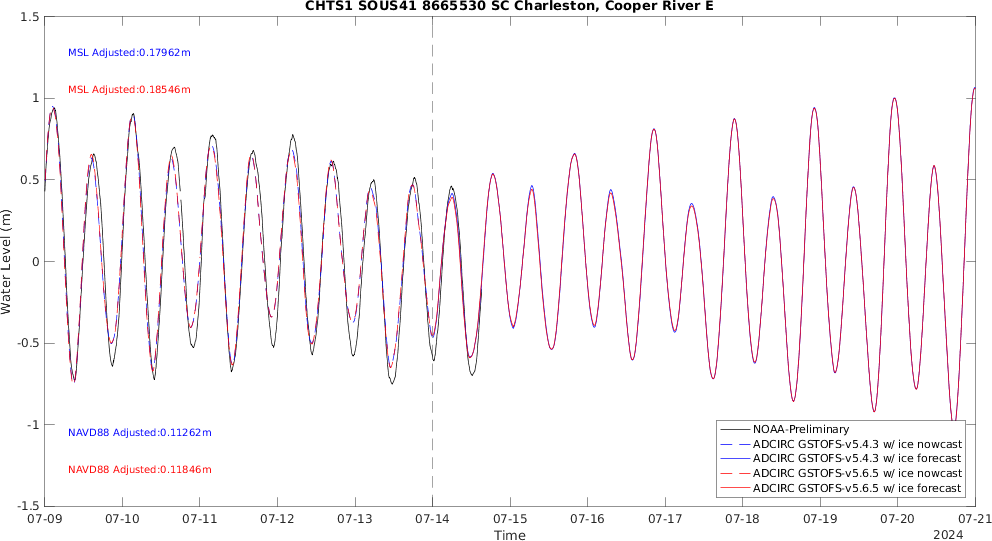 CHTS1 SOUS41 8665530 SC Charleston, Cooper River E
1.5
1
0.5
0
-0.5
-1
-1.5
Water Level (m)
MSL Adjusted:0.17962m
MSL Adjusted:0.18546m
NAVD88 Adjusted:0.11262m
NAVD88 Adjusted:0.11846m
NOAA-Preliminary
ADCIRC GSTOFS-v5.4.3 w/ ice nowcast
ADCIRC GSTOFS-v5.4.3 w/ ice forecast
ADCIRC GSTOFS-v5.6.5 w/ ice nowcast
ADCIRC GSTOFS-v5.6.5 w/ ice forecast
07-09 07-10 07-11 07-12 07-13 07-14 07-15 07-16 07-17 07-18 07-19 07-20 07-21
Time
2024